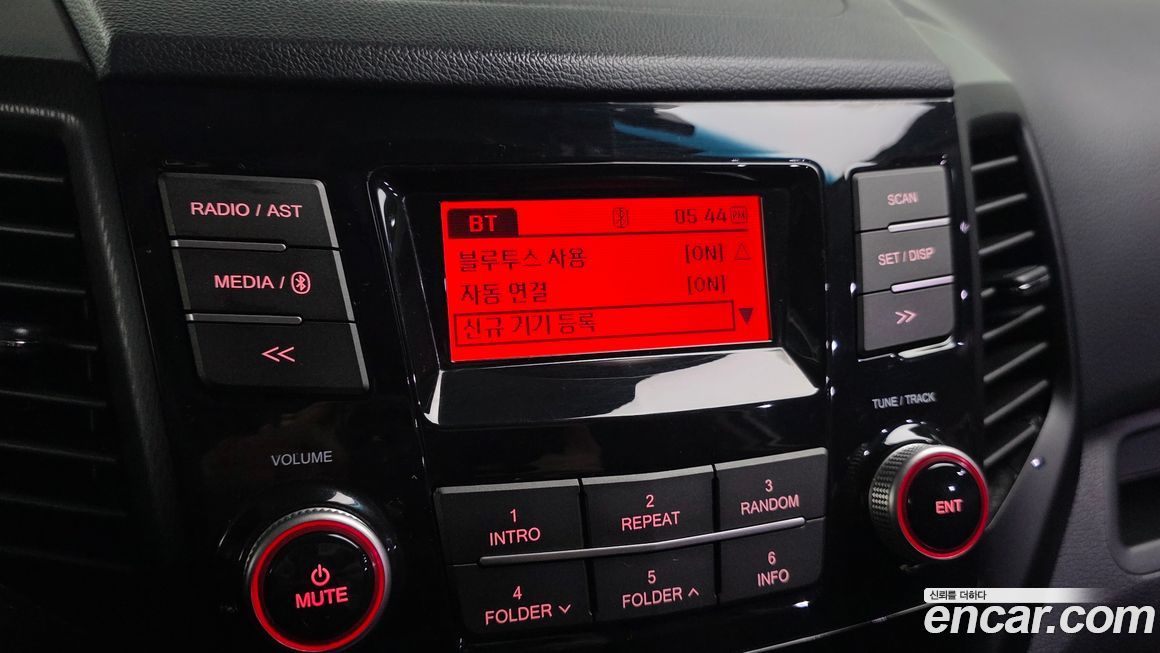 RADIO / AST
MEDIA /
<<
BT 05:44 PM
블루투스 사용 [ON]
자동 연결 [ON]
신규 기기 등록
SCAN
SET / DISP
>>
VOLUME
MUTE
1
INTRO
2
REPEAT
3
RANDOM
4
FOLDER
5
FOLDER
6
INFO
TUNE / TRACK
ENT
신뢰를 더하다
encar.com